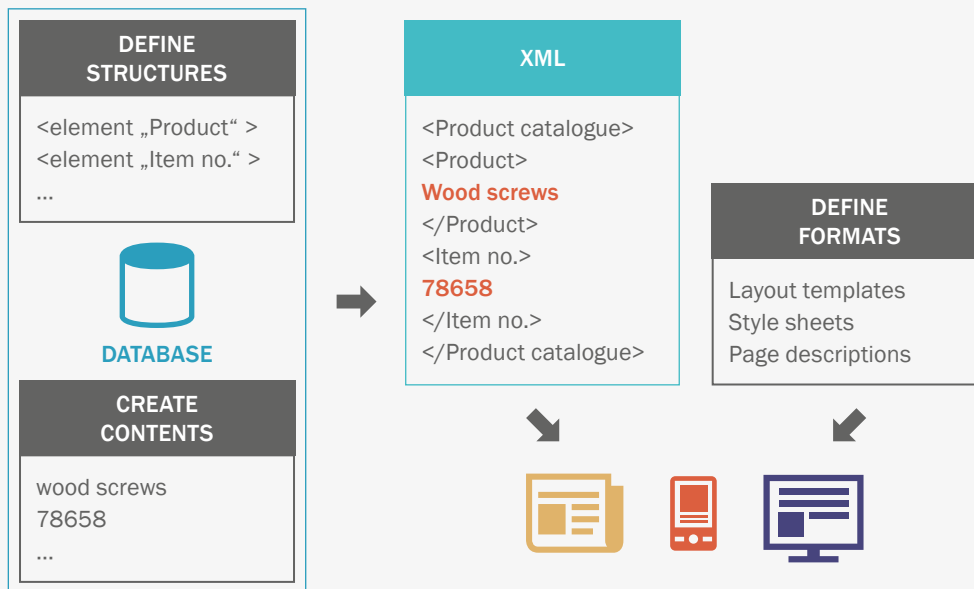 DEFINE
STRUCTURES
<element „Product“ >
<element „Item no.“ >
...
DATABASE
CREATE
CONTENTS
wood screws
78658
...
XML
<Product catalogue>
<Product>
Wood screws
</Product>
<Item no.>
78658
</Item no.>
</Product catalogue>
DEFINE
FORMATS
Layout templates
Style sheets
Page descriptions